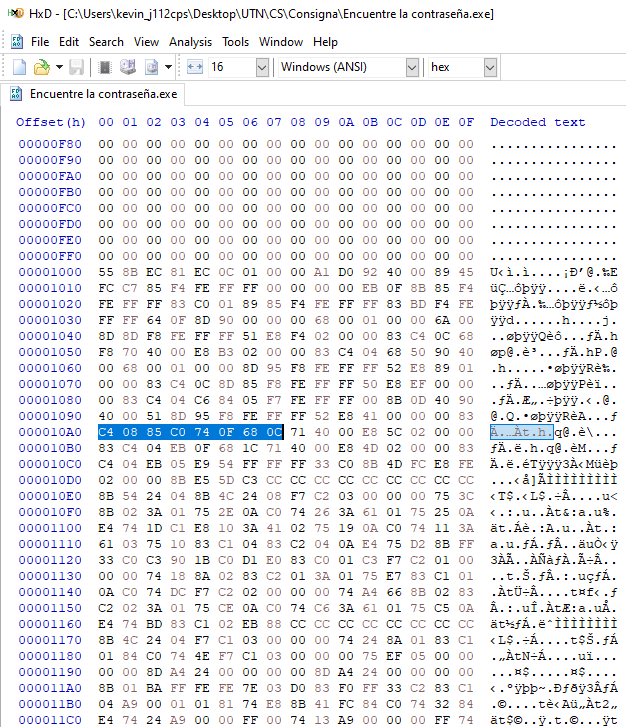 HxD - [C:\Users\kevin_j112cps\Desktop\UTN\CS\Consigna\Encuentre la contraseña.exe]
File Edit Search View Analysis Tools Window Help
16 Windows (ANSI) hex
Encuentre la contraseña.exe
Offset(h) 00 01 02 03 04 05 06 07 08 09 0A 0B 0C 0D 0E 0F Decoded text
00000F80 00 00 00 00 00 00 00 00 00 00 00 00 00 00 00 00 ................
00000F90 00 00 00 00 00 00 00 00 00 00 00 00 00 00 00 00 ................
00000FA0 00 00 00 00 00 00 00 00 00 00 00 00 00 00 00 00 ................
00000FB0 00 00 00 00 00 00 00 00 00 00 00 00 00 00 00 00 ................
00000FC0 00 00 00 00 00 00 00 00 00 00 00 00 00 00 00 00 ................
00000FD0 00 00 00 00 00 00 00 00 00 00 00 00 00 00 00 00 ................
00000FE0 00 00 00 00 00 00 00 00 00 00 00 00 00 00 00 00 ................
00000FF0 00 00 00 00 00 00 00 00 00 00 00 00 00 00 00 00 ................
00001000 55 8B EC 81 EC 0C 01 00 00 A1 D0 92 40 00 89 45 U‹ì.ì....¡Ð’@.‰E
00001010 FC C7 85 F4 FE FF FF 00 00 00 00 EB 0F 8B 85 F4 üÇ…ôþÿÿ....ë.‹…ô
00001020 FE FF FF 83 C0 01 89 85 F4 FE FF FF 83 BD F4 FE þÿÿƒÀ.‰…ôþÿÿƒ½ôþ
00001030 FF FF 64 0F 8D 90 00 00 00 68 00 01 00 00 6A 00 ÿÿd......h....j.
00001040 8D 8D F8 FE FF FF 51 E8 F4 02 00 00 83 C4 0C 68 ..øþÿÿQèô...ƒÄ.h
00001050 F8 70 40 00 E8 B3 02 00 00 83 C4 04 68 50 90 40 øp@.è³...ƒÄ.hP.@
00001060 00 68 00 01 00 00 8D 95 F8 FE FF FF 52 E8 89 01 .h.....•øþÿÿRè‰.
00001070 00 00 83 C4 0C 8D 85 F8 FE FF FF 50 E8 EF 00 00 ..ƒÄ..…øþÿÿPèï..
00001080 00 83 C4 04 C6 84 05 F7 FE FF FF 00 8B 0D 40 90 .ƒÄ.Æ„.÷þÿÿ.‹.@.
00001090 40 00 51 8D 95 F8 FE FF FF 52 E8 41 00 00 00 83 @.Q.•øþÿÿRèA...ƒ
000010A0 C4 08 85 C0 74 0F 68 0C 71 40 00 E8 5C 02 00 00 Ä.…Àt.h.q@.è\...
000010B0 83 C4 04 EB 0F 68 1C 71 40 00 E8 4D 02 00 00 83 ƒÄ.ë.h.q@.èM...ƒ
000010C0 C4 04 EB 05 E9 54 FF FF FF 33 C0 8B 4D FC E8 FE Ä.ë.éTÿÿÿ3À‹Müèþ
000010D0 02 00 00 8B E5 5D C3 CC CC CC CC CC CC CC CC CC ...‹å]ÃÌÌÌÌÌÌÌÌÌ
000010E0 8B 54 24 04 8B 4C 24 08 F7 C2 03 00 00 00 75 3C ‹T$.‹L$.÷Â....u<
000010F0 8B 02 3A 01 75 2E 0A C0 74 26 3A 61 01 75 25 0A ‹.:.u..Àt&:a.u%.
00001100 E4 74 1D C1 E8 10 3A 41 02 75 19 0A C0 74 11 3A ät.Áè.:A.u..Àt.:
00001110 61 03 75 10 83 C1 04 83 C2 04 0A E4 75 D2 8B FF a.u.ƒÁ.ƒÂ..äuÒ‹ÿ
00001120 33 C0 C3 90 1B C0 D1 E0 83 C0 01 C3 F7 C2 01 00 3ÀÃ..ÀÑàƒÀ.Ã÷Â..
00001130 00 00 74 18 8A 02 83 C2 01 3A 01 75 E7 83 C1 01 ..t.Š.ƒÂ.:.uçƒÁ.
00001140 0A C0 74 DC F7 C2 02 00 00 00 74 A4 66 8B 02 83 .ÀtÜ÷Â....t¤f‹.ƒ
00001150 C2 02 3A 01 75 CE 0A C0 74 C6 3A 61 01 75 C5 0A Â.:.uÎ.ÀtÆ:a.uÅ.
00001160 E4 74 BD 83 C1 02 EB 88 CC CC CC CC CC CC CC CC ät½ƒÁ.ëˆÌÌÌÌÌÌÌÌ
00001170 8B 4C 24 04 F7 C1 03 00 00 00 74 24 8A 01 83 C1 ‹L$.÷Á....t$Š.ƒÁ
00001180 01 84 C0 74 4E F7 C1 03 00 00 00 75 EF 05 00 00 .„ÀtN÷Á....uï...
00001190 00 00 8D A4 24 00 00 00 00 8D A4 24 00 00 00 00 ...¤$.....¤$....
000011A0 8B 01 BA FF FE FE 7E 03 D0 83 F0 FF 33 C2 83 C1 ‹.ºÿþþ~.Ðƒðÿ3ÂƒÁ
000011B0 04 A9 00 01 01 81 74 E8 8B 41 FC 84 C0 74 32 84 .©....tè‹Aü„Àt2„
000011C0 E4 74 24 A9 00 00 FF 00 74 13 A9 00 00 00 FF 74 ät$©..ÿ.t.©...ÿt